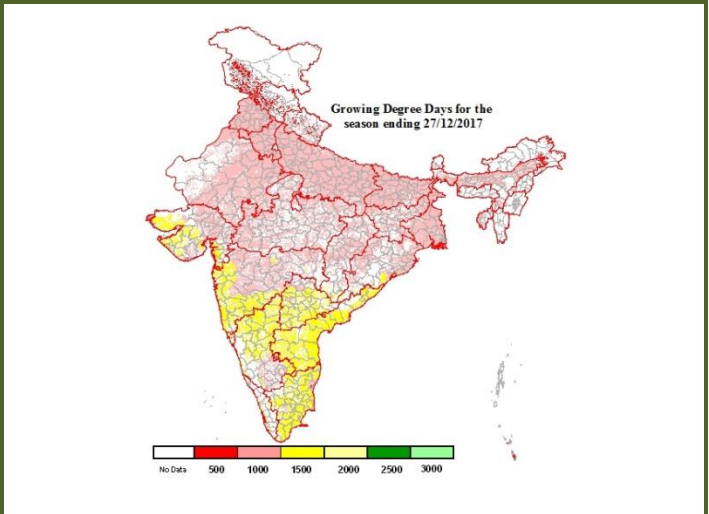 Growing Degree Days for the
season ending 27/12/2017
No Data 500 1000 1500 2000 2500 3000